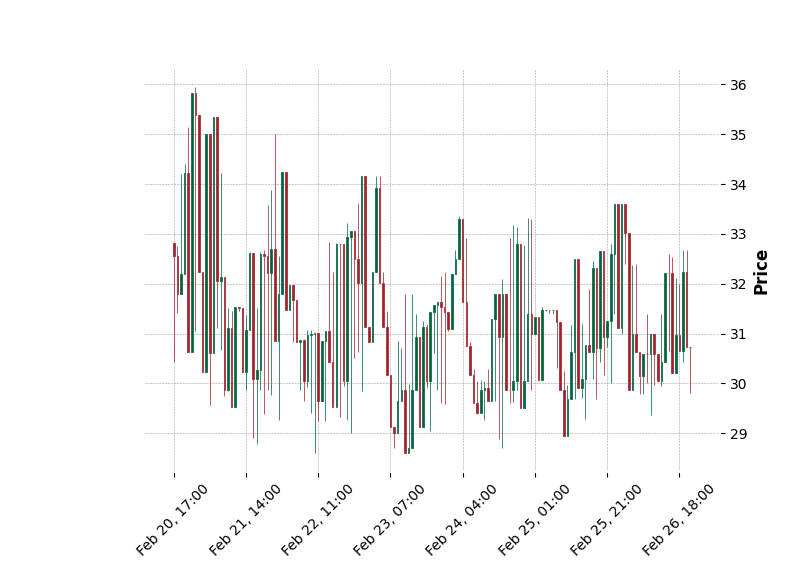 36
35
34
33
32
31
30
29
Price
Feb 20, 17:00
Feb 21, 14:00
Feb 22, 11:00
Feb 23, 07:00
Feb 24, 04:00
Feb 25, 01:00
Feb 25, 21:00
Feb 26, 18:00